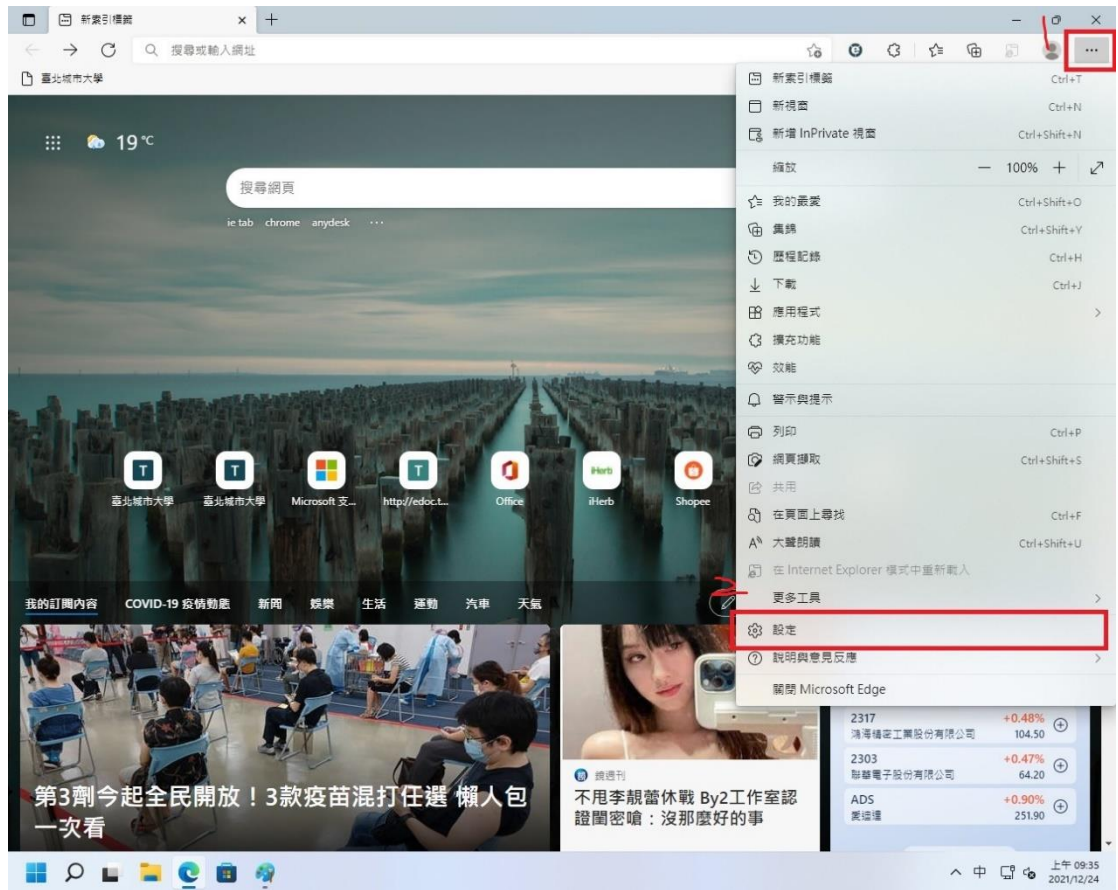 新索引標籤
搜尋或輸入網址
臺北城市大學
19 °C
搜尋網頁
ie tab chrome anydesk ...
新索引標籤 Ctrl+T
新視窗 Ctrl+N
新增 InPrivate 視窗 Ctrl+Shift+N
縮放 — 100% +
我的最愛 Ctrl+Shift+O
集錦 Ctrl+Shift+Y
歷程記錄 Ctrl+H
下載 Ctrl+J
應用程式
擴充功能
效能
警示與提示
列印 Ctrl+P
網頁擷取 Ctrl+Shift+S
共用
在頁面上尋找 Ctrl+F
大聲朗讀 Ctrl+Shift+U
在 Internet Explorer 模式中重新載入
更多工具
設定
說明與意見反應
關閉 Microsoft Edge
T T T iHerb
臺北城市大學 臺北城市大學 Microsoft 支... http://edoc.t... Office iHerb Shopee
我的訂閱內容 COVID-19 疫情動態 新聞 娛樂 生活 運動 汽車 天氣
第3劑今起全民開放！3款疫苗混打任選 懶人包
一次看
鏡週刊
不甩李靚蕾休戰 By2工作室認
證閨密嗆：沒那麼好的事
2317 +0.48%
鴻海精密工業股份有限公司 104.50
2303 +0.47%
聯華電子股份有限公司 64.20
ADS +0.90%
愛迪達 251.90
中 上午 09:35
2021/12/24